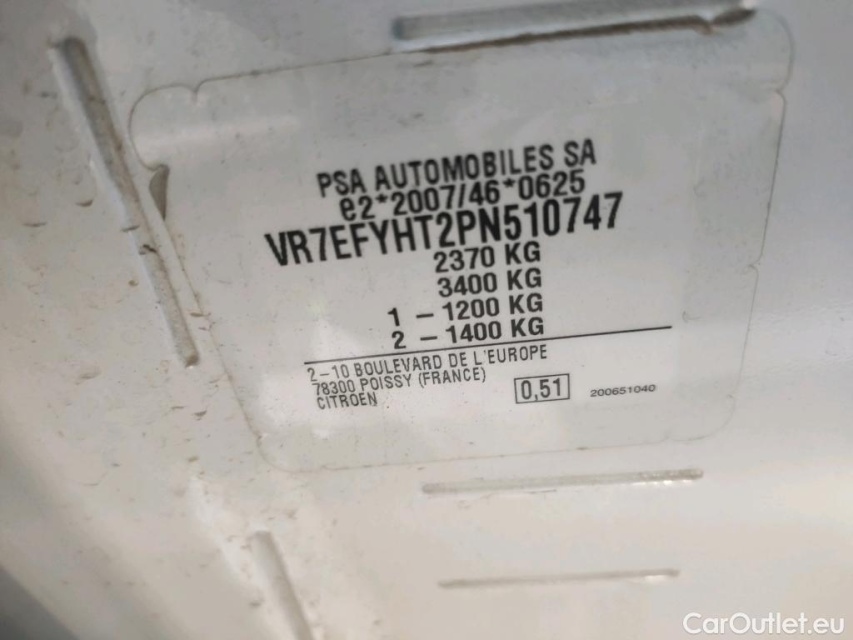 PSA AUTOMOBILES SA
e2*2007/46*0625
VR7EFYHT2PN510747
2370 KG
3400 KG
1 – 1200 KG
2 – 1400 KG
2–10 BOULEVARD DE L'EUROPE
78300 POISSY (FRANCE)
CITROEN
0,51
200651040
CarOutlet.eu